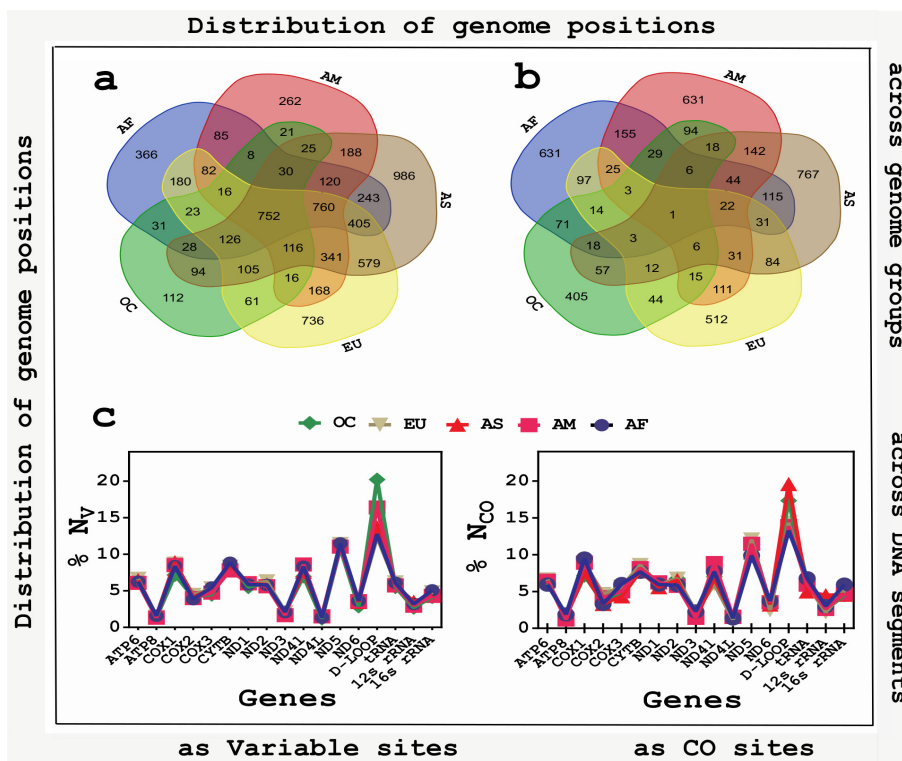 Distribution of genome positions
Distribution of genome positions
across genome groups
across DNA segments
a
AM
AF
AS
OC
EU
262
85
21
8
25
188
366
82
30
120
986
180
16
243
760
23
752
405
31
126
28
116
341
579
94
105
16
168
112
61
736
b
AM
AF
AS
OC
EU
631
155
94
29
18
142
631
25
6
44
767
97
3
115
22
14
1
31
71
3
18
6
31
84
57
12
15
111
405
44
512
c
OC EU AS AM AF
% NV
20
15
10
5
0
ATP6 ATP8 COX1 COX2 COX3 CYTB ND1 ND2 ND3 ND41 ND4L ND5 ND6 D-LOOP tRNA 12s rRNA 16s rRNA
Genes
% NCO
20
15
10
5
0
ATP6 ATP8 COX1 COX2 COX3 CYTB ND1 ND2 ND3 ND41 ND41 ND5 ND6 D-LOOP tRNA 12s rRNA 16s rRNA
Genes
as Variable sites
as CO sites